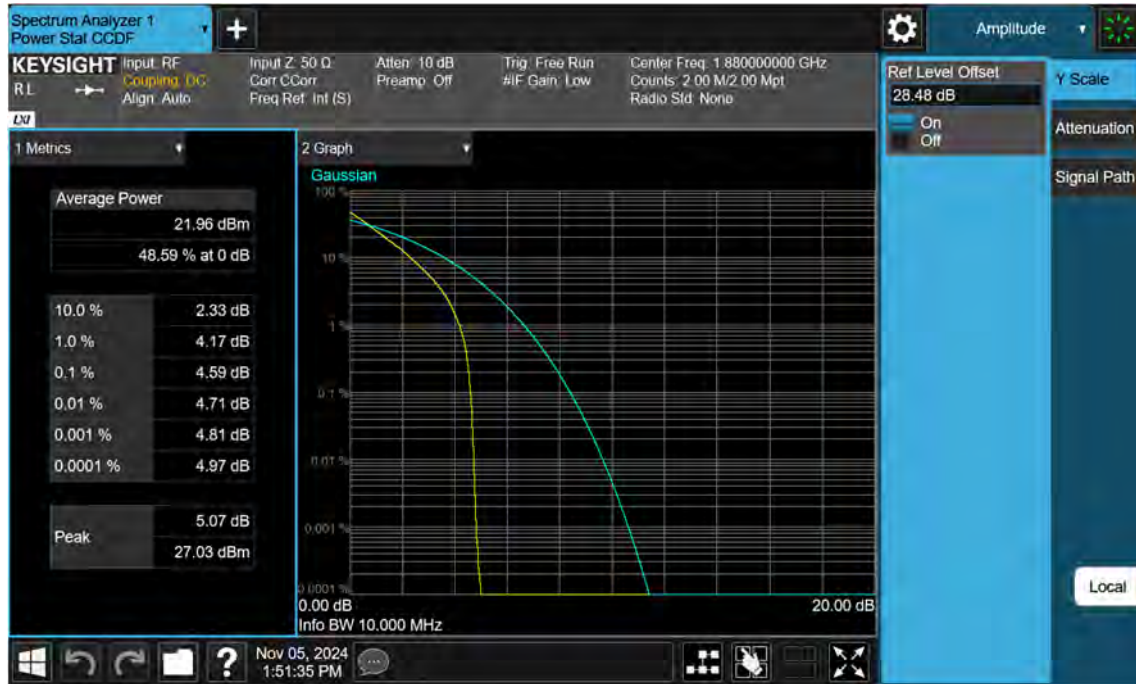 Spectrum Analyzer 1
Power Stat CCDF
+
Amplitude
KEYSIGHT
RL
LXI
Input: RF
Coupling: DC
Align: Auto
Input Z: 50 Ω
Corr CCorr
Freq Ref: Int (S)
Atten: 10 dB
Preamp: Off
Trig: Free Run
#IF Gain: Low
Center Freq: 1.880000000 GHz
Counts: 2.00 M/2.00 Mpt
Radio Std: None
Ref Level Offset
28.48 dB
On
Off
Y Scale
Attenuation
Signal Path
Local
1 Metrics
Average Power
21.96 dBm
48.59 % at 0 dB
10.0 % 2.33 dB
1.0 % 4.17 dB
0.1 % 4.59 dB
0.01 % 4.71 dB
0.001 % 4.81 dB
0.0001 % 4.97 dB
Peak
5.07 dB
27.03 dBm
2 Graph
Gaussian
100 %
10 %
1 %
0.1 %
0.01 %
0.001 %
0.0001 %
0.00 dB 20.00 dB
Info BW 10.000 MHz
?
Nov 05, 2024
1:51:35 PM